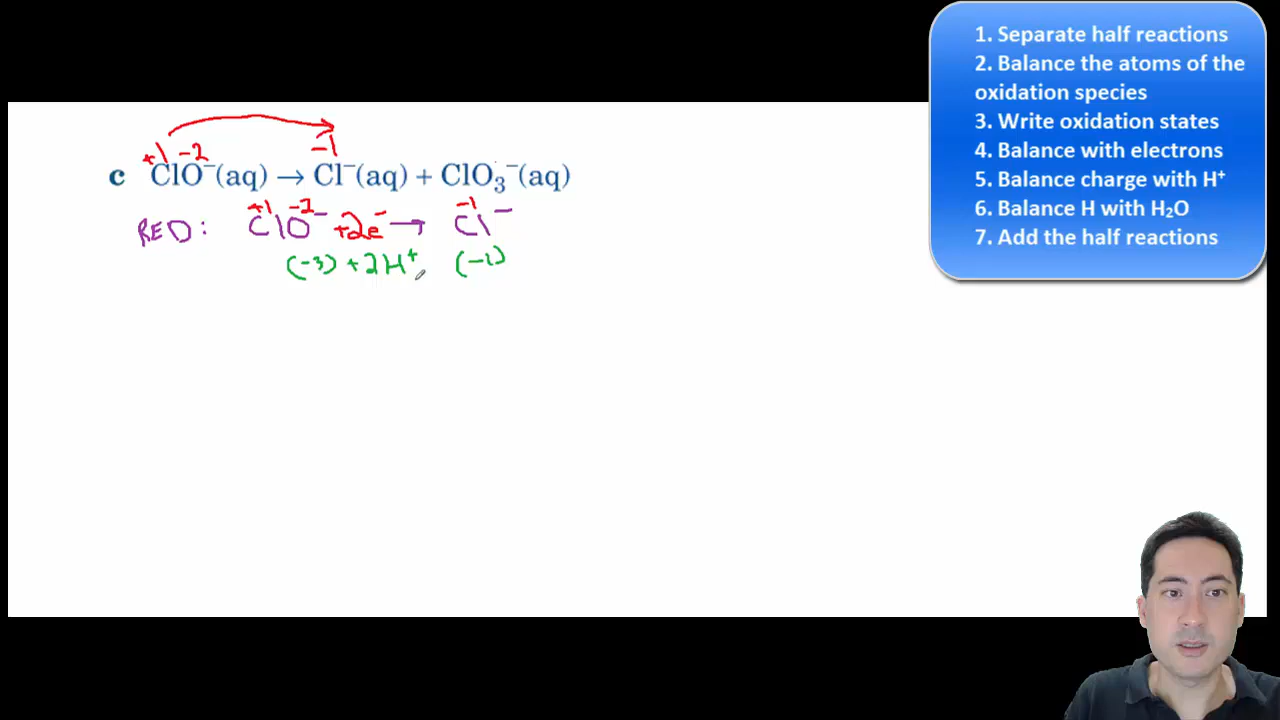 1. Separate half reactions
2. Balance the atoms of the
oxidation species
3. Write oxidation states
4. Balance with electrons
5. Balance charge with H⁺
6. Balance H with H₂O
7. Add the half reactions
+1 -2 -1
c ClO⁻(aq) → Cl⁻(aq) + ClO₃⁻(aq)
+1 -2 -1
RED: ClO⁻ +2e⁻ → Cl⁻
(-3) +2H⁺ (-1)